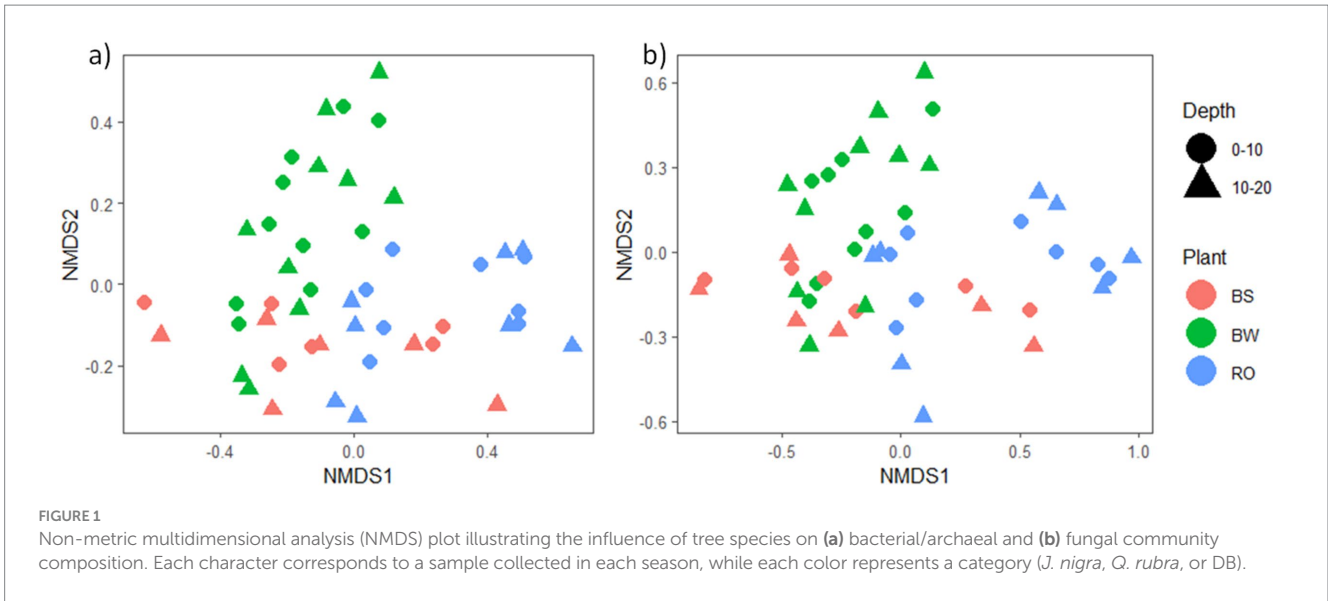 a)
0.4
0.2
0.0
-0.2
NMDS2
-0.4
0.0
0.4
NMDS1
b)
0.6
0.3
0.0
-0.3
-0.6
NMDS2
-0.5
0.0
0.5
1.0
NMDS1
Depth
0-10
10-20
Plant
BS
BW
RO
FIGURE 1
Non-metric multidimensional analysis (NMDS) plot illustrating the influence of tree species on (a) bacterial/archaeal and (b) fungal community
composition. Each character corresponds to a sample collected in each season, while each color represents a category (J. nigra, Q. rubra, or DB).